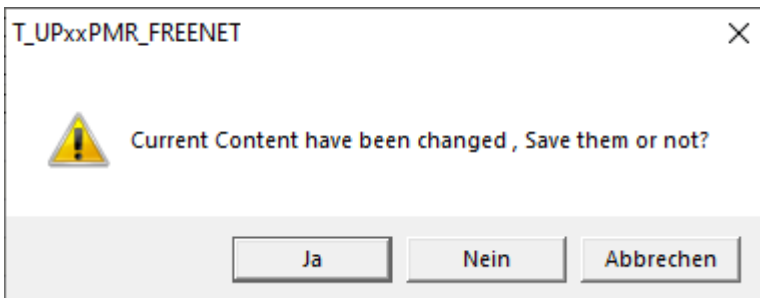 T_UPxxPMR_FREENET
Current Content have been changed , Save them or not?
Ja
Nein
Abbrechen